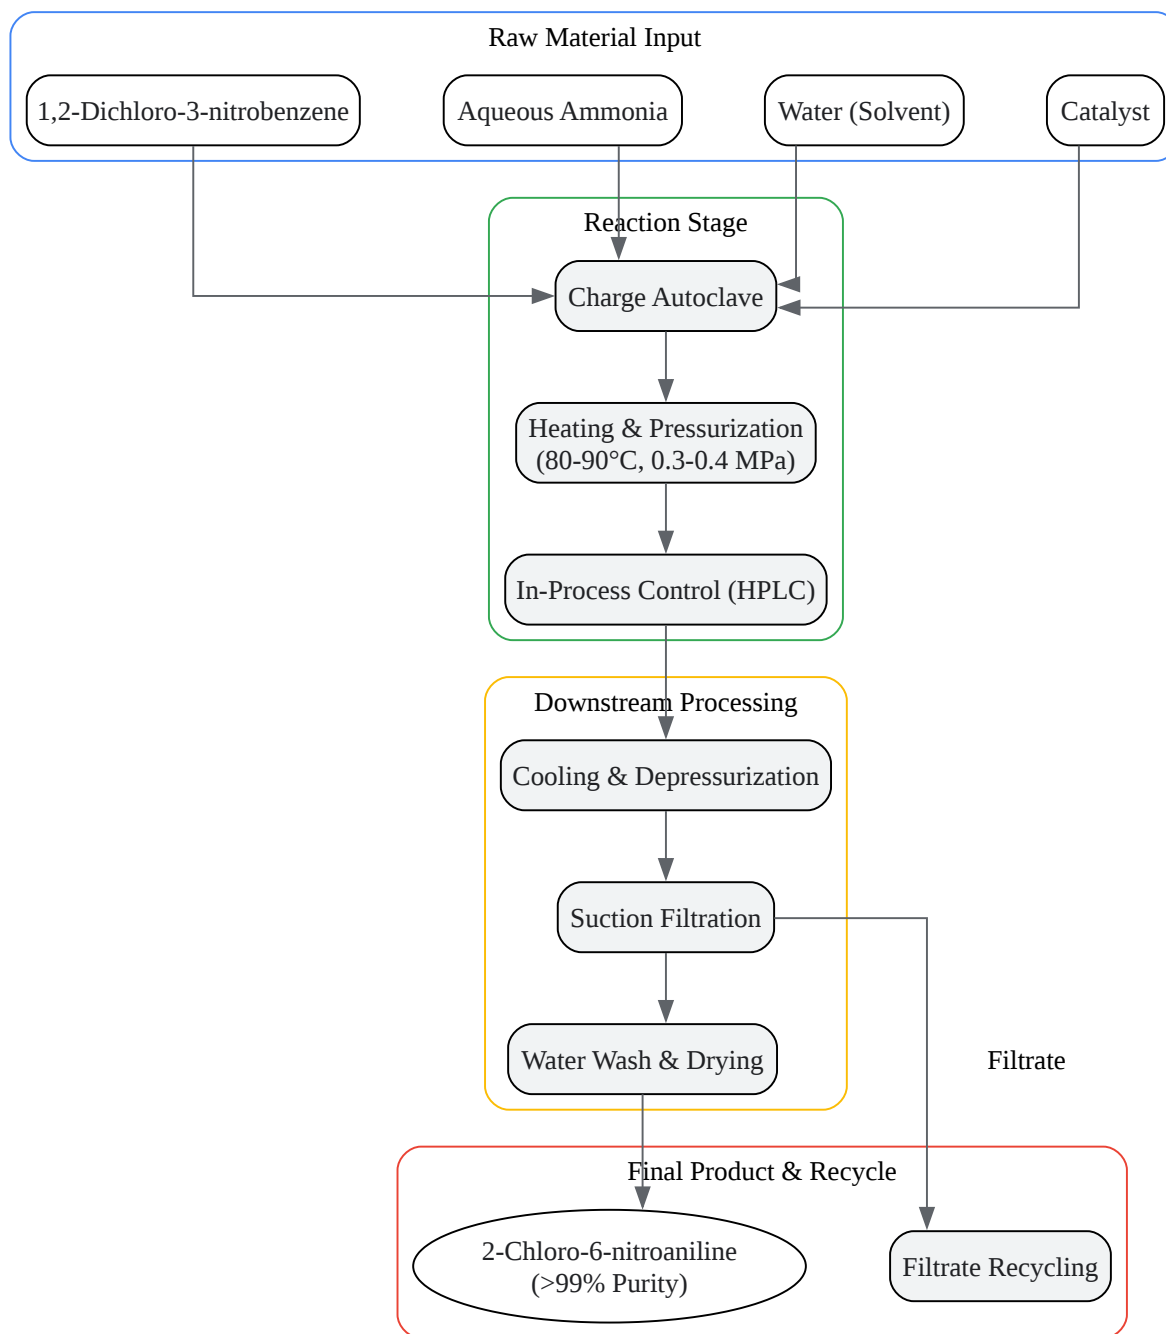 Raw Material Input
1,2-Dichloro-3-nitrobenzene
Aqueous Ammonia
Water (Solvent)
Catalyst
Reaction Stage
Charge Autoclave
Heating & Pressurization
(80-90°C, 0.3-0.4 MPa)
In-Process Control (HPLC)
Downstream Processing
Cooling & Depressurization
Suction Filtration
Water Wash & Drying
Filtrate
Final Product & Recycle
2-Chloro-6-nitroaniline
(>99% Purity)
Filtrate Recycling